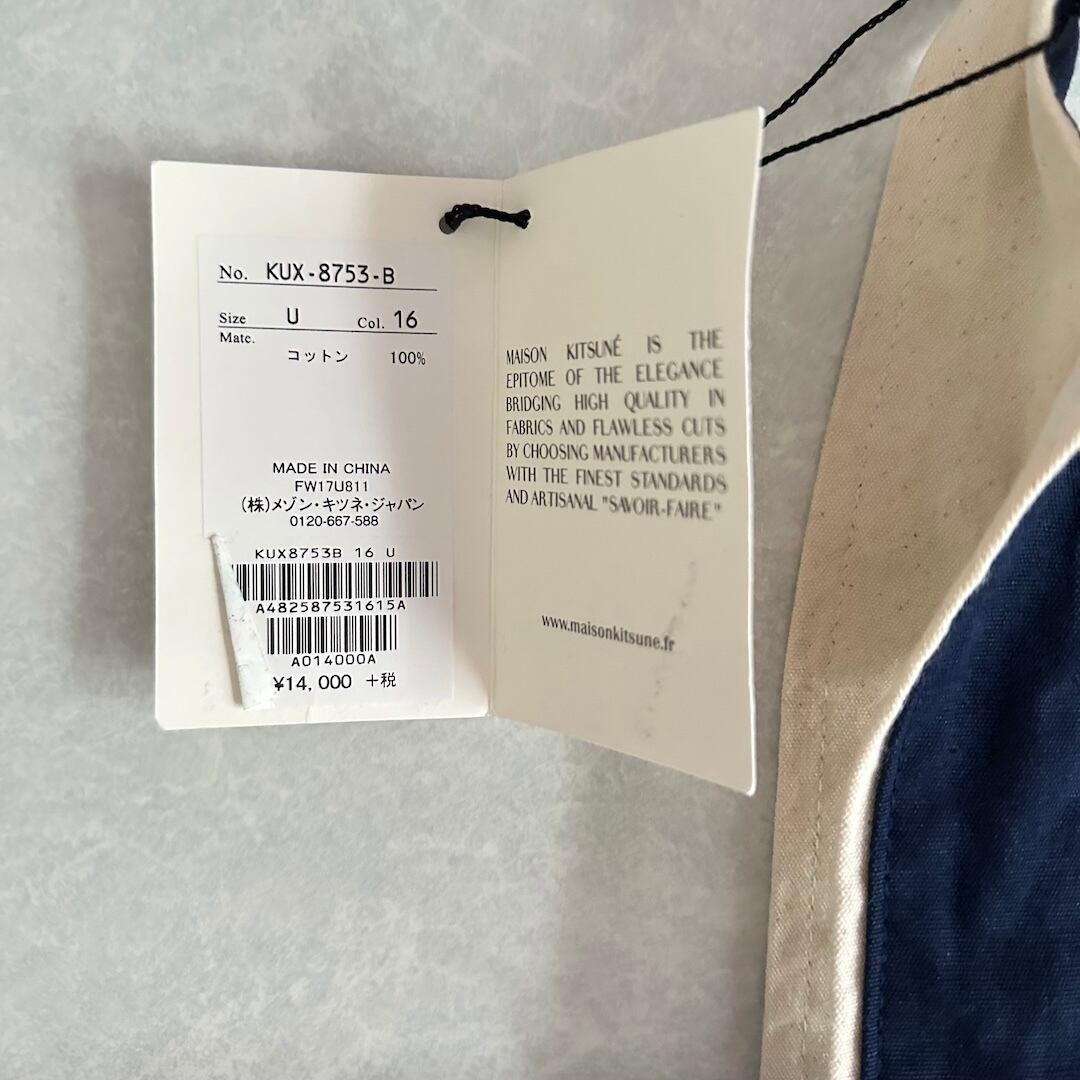 No. KUX-8753-B
Size U Col. 16
Mate.
コットン 100%
MADE IN CHINA
FW17U811
(株)メゾン・キツネ・ジャパン
0120-667-588
KUX8753B 16 U
A482587531615A
A014000A
¥14,000 +税
MAISON KITSUNÉ IS THE
EPITOME OF THE ELEGANCE
BRIDGING HIGH QUALITY IN
FABRICS AND FLAWLESS CUTS
BY CHOOSING MANUFACTURERS
WITH THE FINEST STANDARDS
AND ARTISANAL "SAVOIR-FAIRE"
www.maisonkitsune.fr